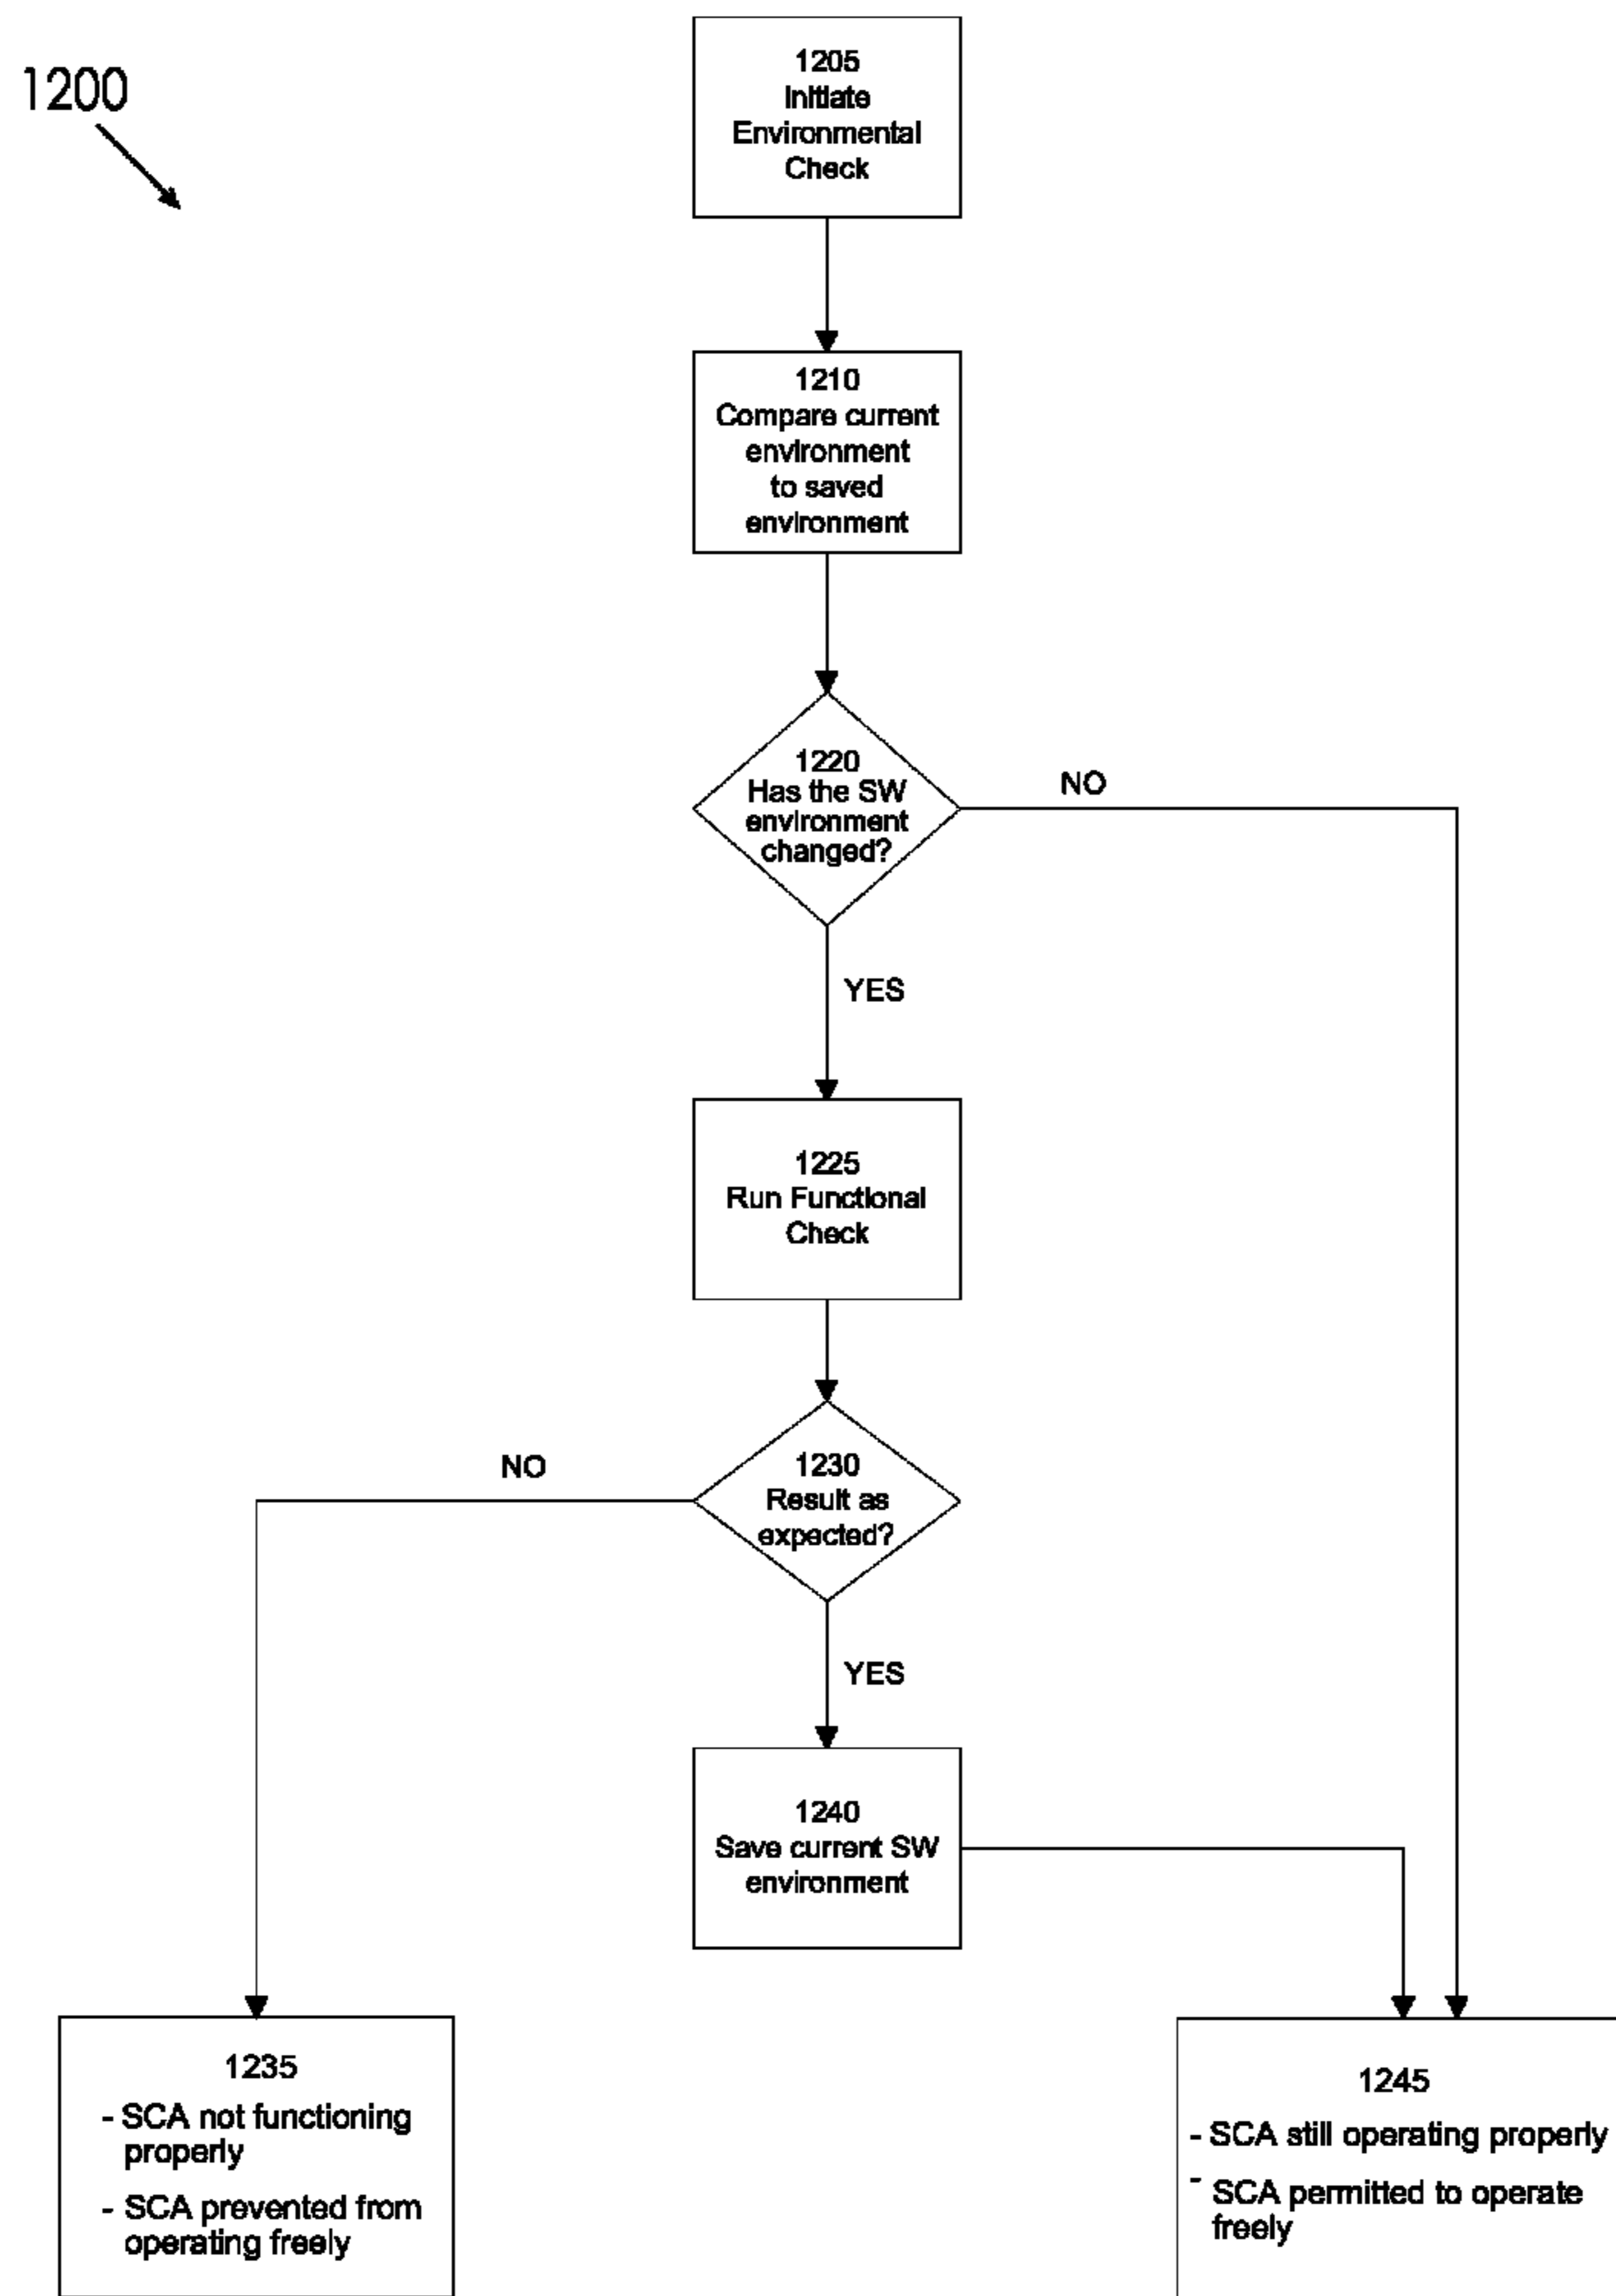 1200
1205
Initiate
Environmental
Check
1210
Compare current
environment
to saved
environment
1220
Has the SW
environment
changed?
NO
YES
1225
Run Functional
Check
1230
Result as
expected?
NO
YES
1240
Save current SW
environment
1235
- SCA not functioning
properly
- SCA prevented from
operating freely
1245
- SCA still operating properly
- SCA permitted to operate
freely